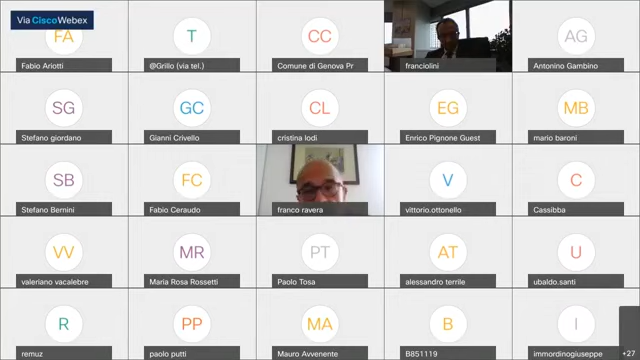 Via CiscoWebex
FA
T
CC
AG
Fabio Ariotti
@Grillo (via tel.)
Comune di Genova Pr
franciolini
Antonino Gambino
SG
GC
CL
EG
MB
Stefano giordano
Gianni Crivello
cristina lodi
Enrico Pignone Guest
mario baroni
SB
FC
V
C
Stefano Bernini
Fabio Ceraudo
franco ravera
vittorio.ottonello
Cassibba
VV
MR
PT
AT
U
valeriano vacalebre
Maria Rosa Rossetti
Paolo Tosa
alessandro terrile
ubaldo.santi
R
PP
MA
B
I
remuz
paolo putti
Mauro Avvenente
B851119
immordinogiuseppe
+27